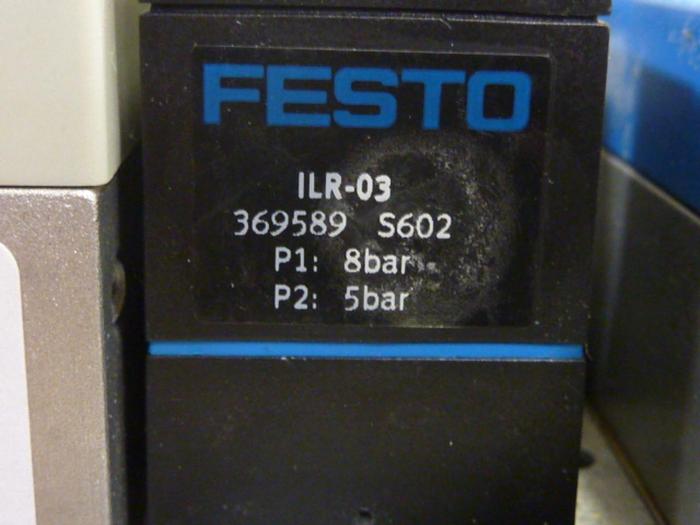 FESTO
ILR-03
369589 S602
P1: 8bar
P2: 5bar